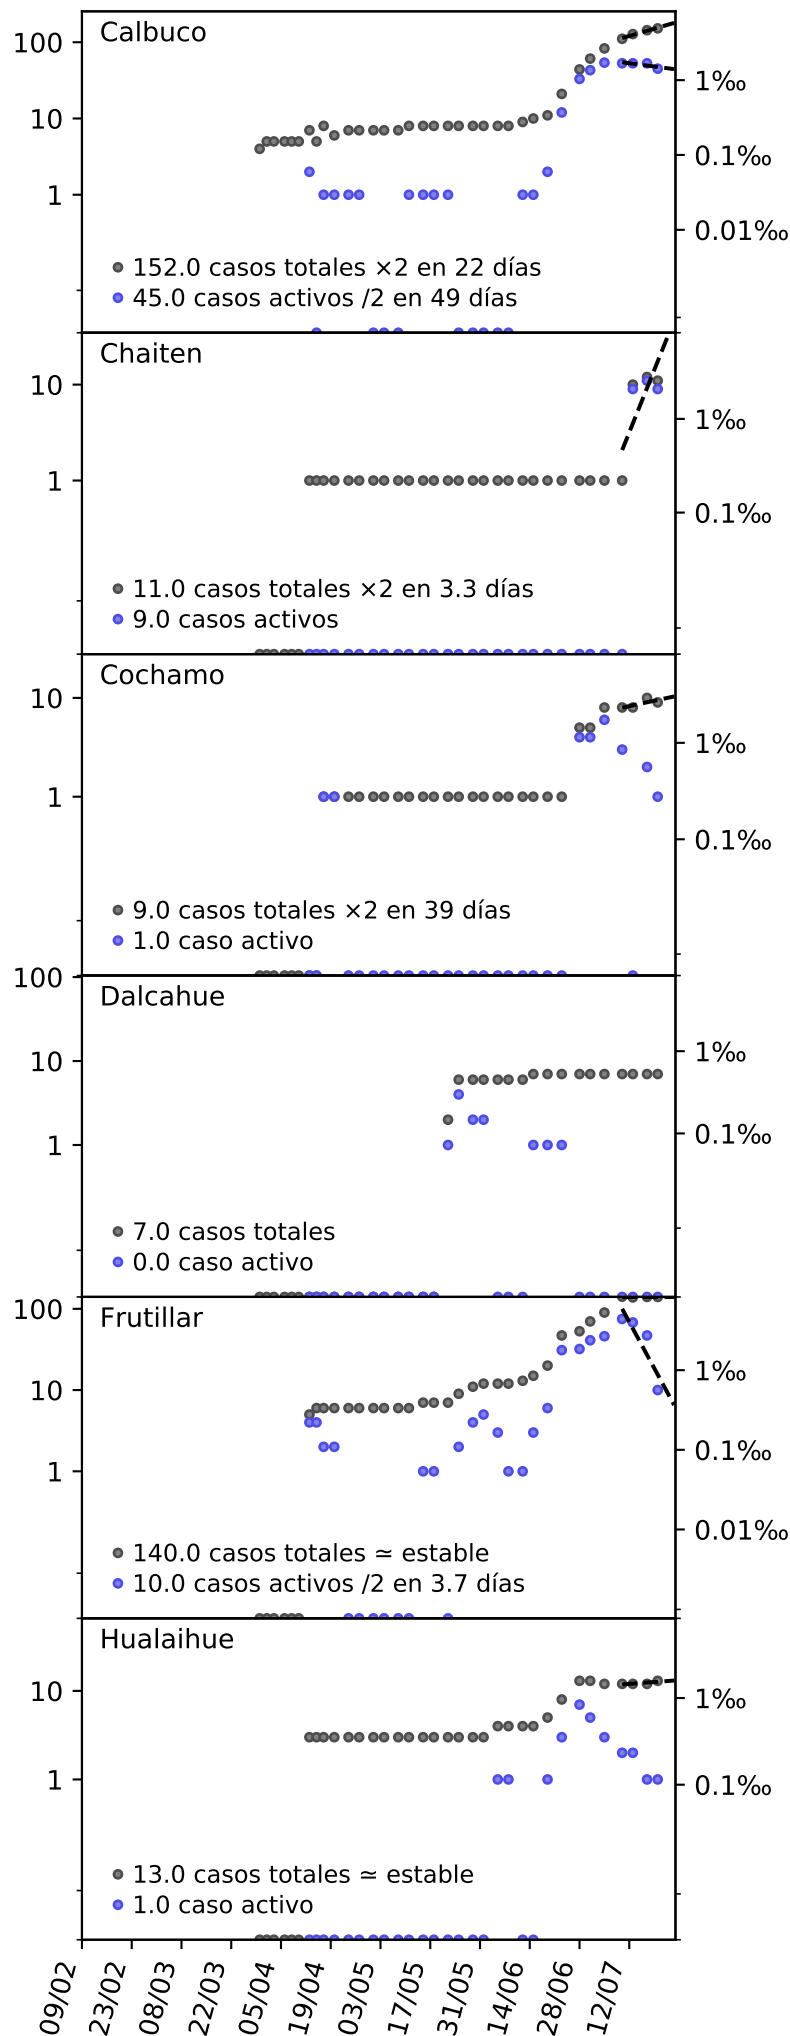 Calbuco
100
10
1
1‰
0.1‰
0.01‰
152.0 casos totales ×2 en 22 días
45.0 casos activos /2 en 49 días
Chaiten
10
1
1‰
0.1‰
11.0 casos totales ×2 en 3.3 días
9.0 casos activos
Cochamo
10
1
1‰
0.1‰
9.0 casos totales ×2 en 39 días
1.0 caso activo
Dalcahue
100
10
1
1‰
0.1‰
7.0 casos totales
0.0 caso activo
Frutillar
100
10
1
1‰
0.1‰
0.01‰
140.0 casos totales ≃ estable
10.0 casos activos /2 en 3.7 días
Hualaihue
10
1
1‰
0.1‰
13.0 casos totales ≃ estable
1.0 caso activo
09/02
23/02
08/03
22/03
05/04
19/04
03/05
17/05
31/05
14/06
28/06
12/07